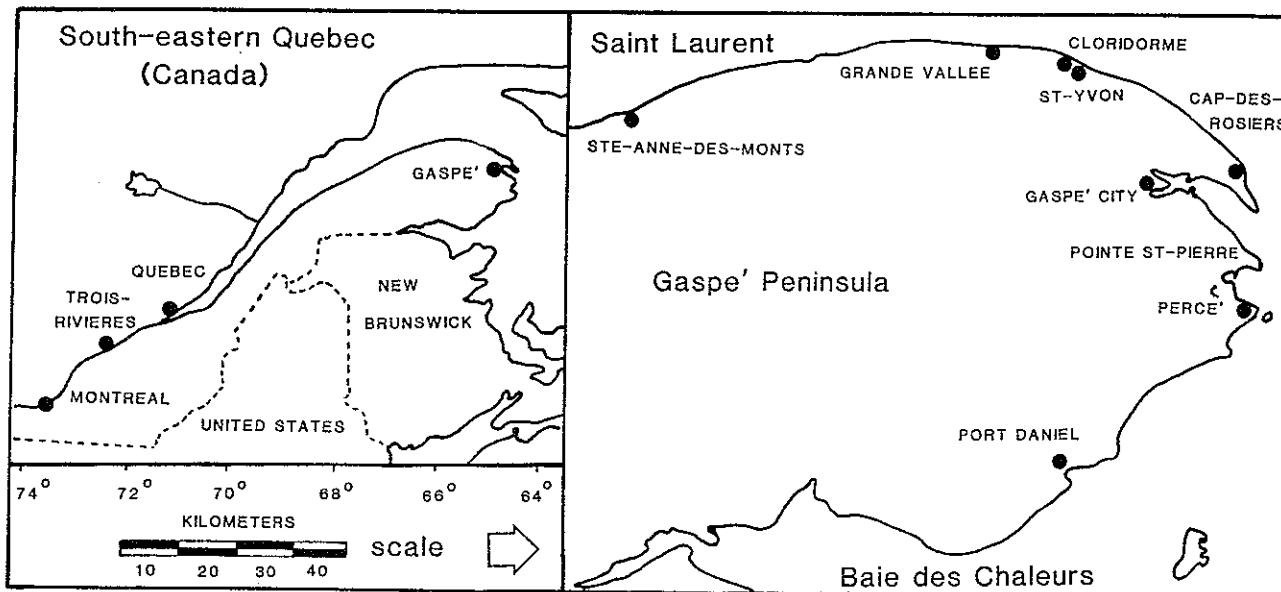 South-eastern Quebec
(Canada)
GASPE'
QUEBEC
TROIS-
RIVIERES
NEW
BRUNSWICK
MONTREAL
UNITED STATES
74° 72° 70° 68° 66° 64°
KILOMETERS
scale
10 20 30 40
Saint Laurent
CLORIDORME
GRANDE VALLEE
ST-YVON
CAP-DES-
ROSIERS
STE-ANNE-DES-MONTS
GASPE' CITY
POINTE ST-PIERRE
Gaspe' Peninsula
PERCE'
PORT DANIEL
Baie des Chaleurs